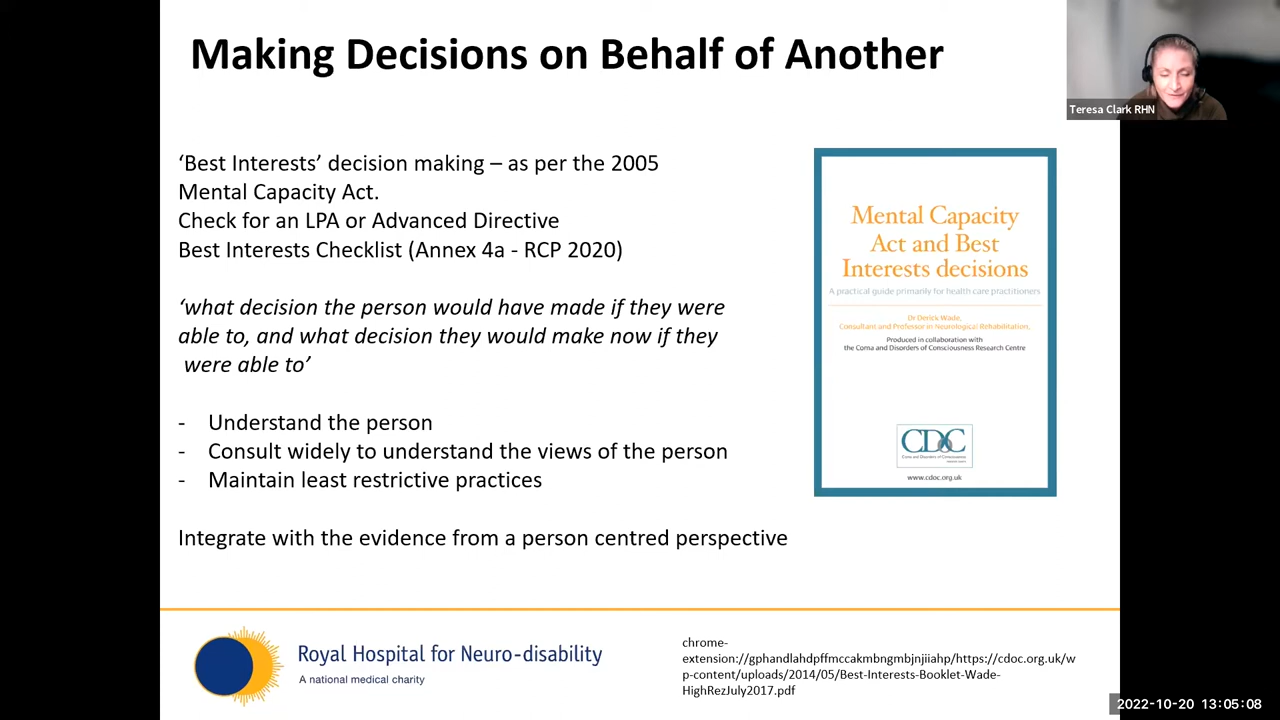 Making Decisions on Behalf of Another
Teresa Clark RHN
‘Best Interests’ decision making – as per the 2005
Mental Capacity Act.
Check for an LPA or Advanced Directive
Best Interests Checklist (Annex 4a - RCP 2020)
‘what decision the person would have made if they were
able to, and what decision they would make now if they
were able to’
- Understand the person
- Consult widely to understand the views of the person
- Maintain least restrictive practices
Integrate with the evidence from a person centred perspective
Mental Capacity
Act and Best
Interests decisions
A practical guide primarily for health care practitioners
Dr Derick Wade,
Consultant and Professor in Neurological Rehabilitation,
Produced in collaboration with
the Coma and Disorders of Consciousness Research Centre
CDoC
Coma and Disorders of Consciousness
www.cdoc.org.uk
Royal Hospital for Neuro-disability
A national medical charity
chrome-
extension://gphandlahdpffmccakmbngmbjnjiiahp/https://cdoc.org.uk/w
p-content/uploads/2014/05/Best-Interests-Booklet-Wade-
HighRezJuly2017.pdf
2022-10-20 13:05:08